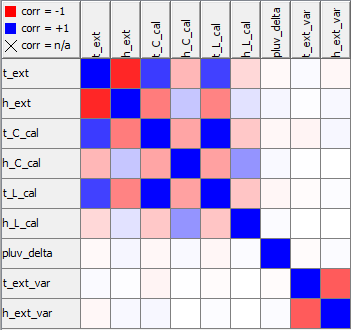 corr = -1
corr = +1
corr = n/a
t_ext
h_ext
t_C_cal
h_C_cal
t_L_cal
h_L_cal
pluv_delta
t_ext_var
h_ext_var
t_ext
h_ext
t_C_cal
h_C_cal
t_L_cal
h_L_cal
pluv_delta
t_ext_var
h_ext_var